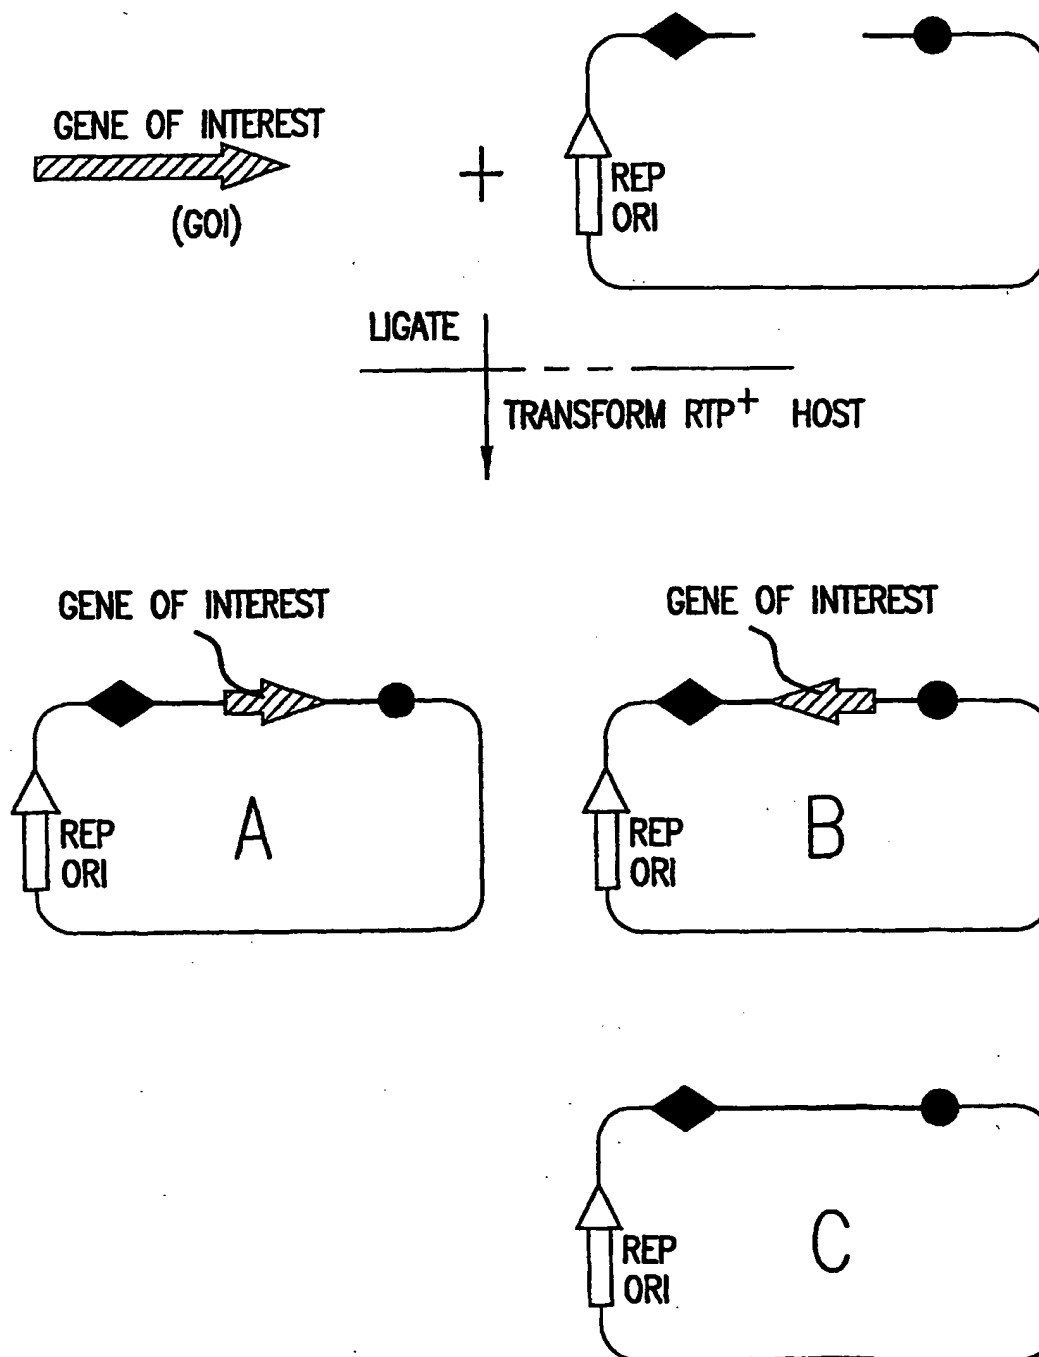 GENE OF INTEREST
(GOI)
+
REP
ORI
LIGATE
TRANSFORM RTP+ HOST
GENE OF INTEREST
GENE OF INTEREST
REP
ORI
A
REP
ORI
B
REP
ORI
C